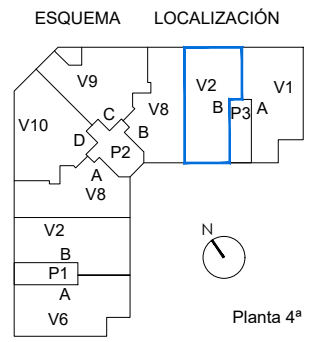 ESQUEMA LOCALIZACIÓN
V9
V2
V1
C
V8
B
A
P3
V10
D
B
P2
A
V8
V2
B
P1
A
V6
N
Planta 4ª